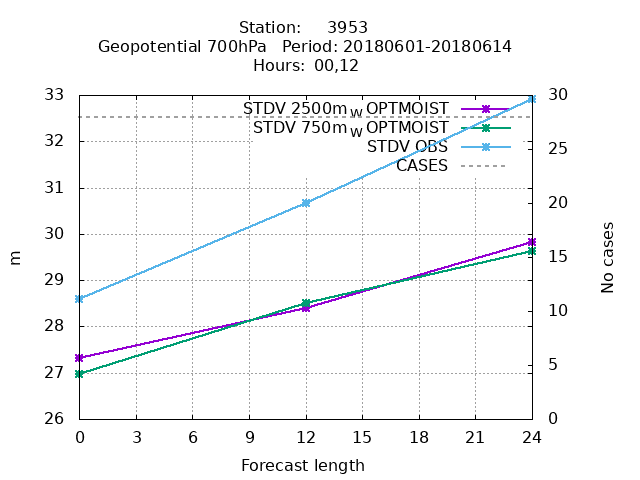 Station: 3953
Geopotential 700hPa Period: 20180601-20180614
Hours: 00,12
33
32
31
30
29
28
27
26
30
25
20
15
10
5
0
STDV 2500m W OPTMOIST
STDV 750m W OPTMOIST
STDV OBS
CASES
m
No cases
0 3 6 9 12 15 18 21 24
Forecast length